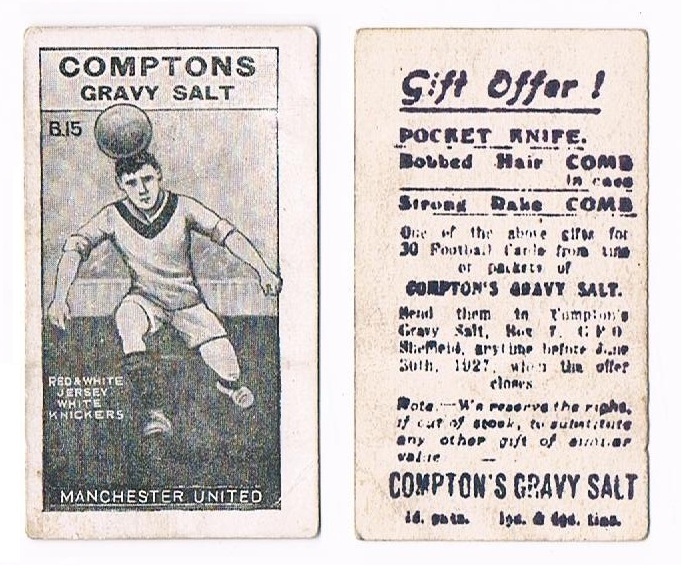 COMPTONS
GRAVY SALT
B.15
RED & WHITE
JERSEY
WHITE
KNICKERS
MANCHESTER UNITED
Gift Offer !
POCKET KNIFE.
Bobbed Hair COMB
in case
Strong Rake COMB
One of the above gifts for
30 Football Cards from tins
or packets of
COMPTON'S GRAVY SALT.
Send them to Compton's
Gravy Salt, Box 7, G.P.O
Sheffield, anytime before June
30th, 1927, when the offer
closes
Note.—We reserve the right,
if out of stock, to substitute
any other gift of similar
value
COMPTON'S GRAVY SALT
1d. pkts. & 6d. tins.